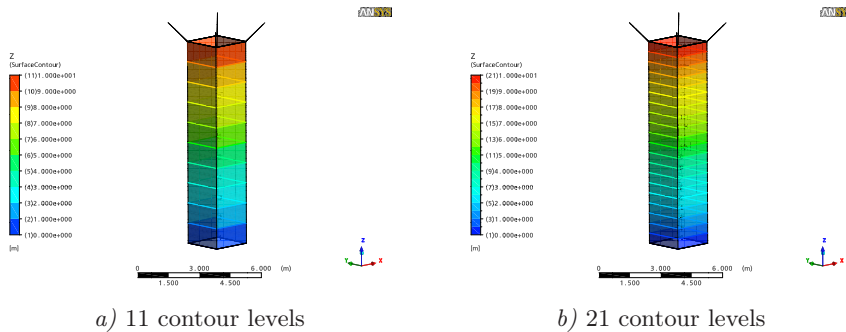 ANSYS
Z
(SurfaceContour)
(11)1.000e+001
(10)9.000e+000
(9)8.000e+000
(8)7.000e+000
(7)6.000e+000
(6)5.000e+000
(5)4.000e+000
(4)3.000e+000
(3)2.000e+000
(2)1.000e+000
(1)0.000e+000
[m]
Z
Y
X
0 3.000 6.000 (m)
1.500 4.500
a) 11 contour levels
ANSYS
Z
(SurfaceContour)
(21)1.000e+001
(19)9.000e+000
(17)8.000e+000
(15)7.000e+000
(13)6.000e+000
(11)5.000e+000
(9)4.000e+000
(7)3.000e+000
(5)2.000e+000
(3)1.000e+000
(1)0.000e+000
[m]
Z
Y
X
0 3.000 6.000 (m)
1.500 4.500
b) 21 contour levels